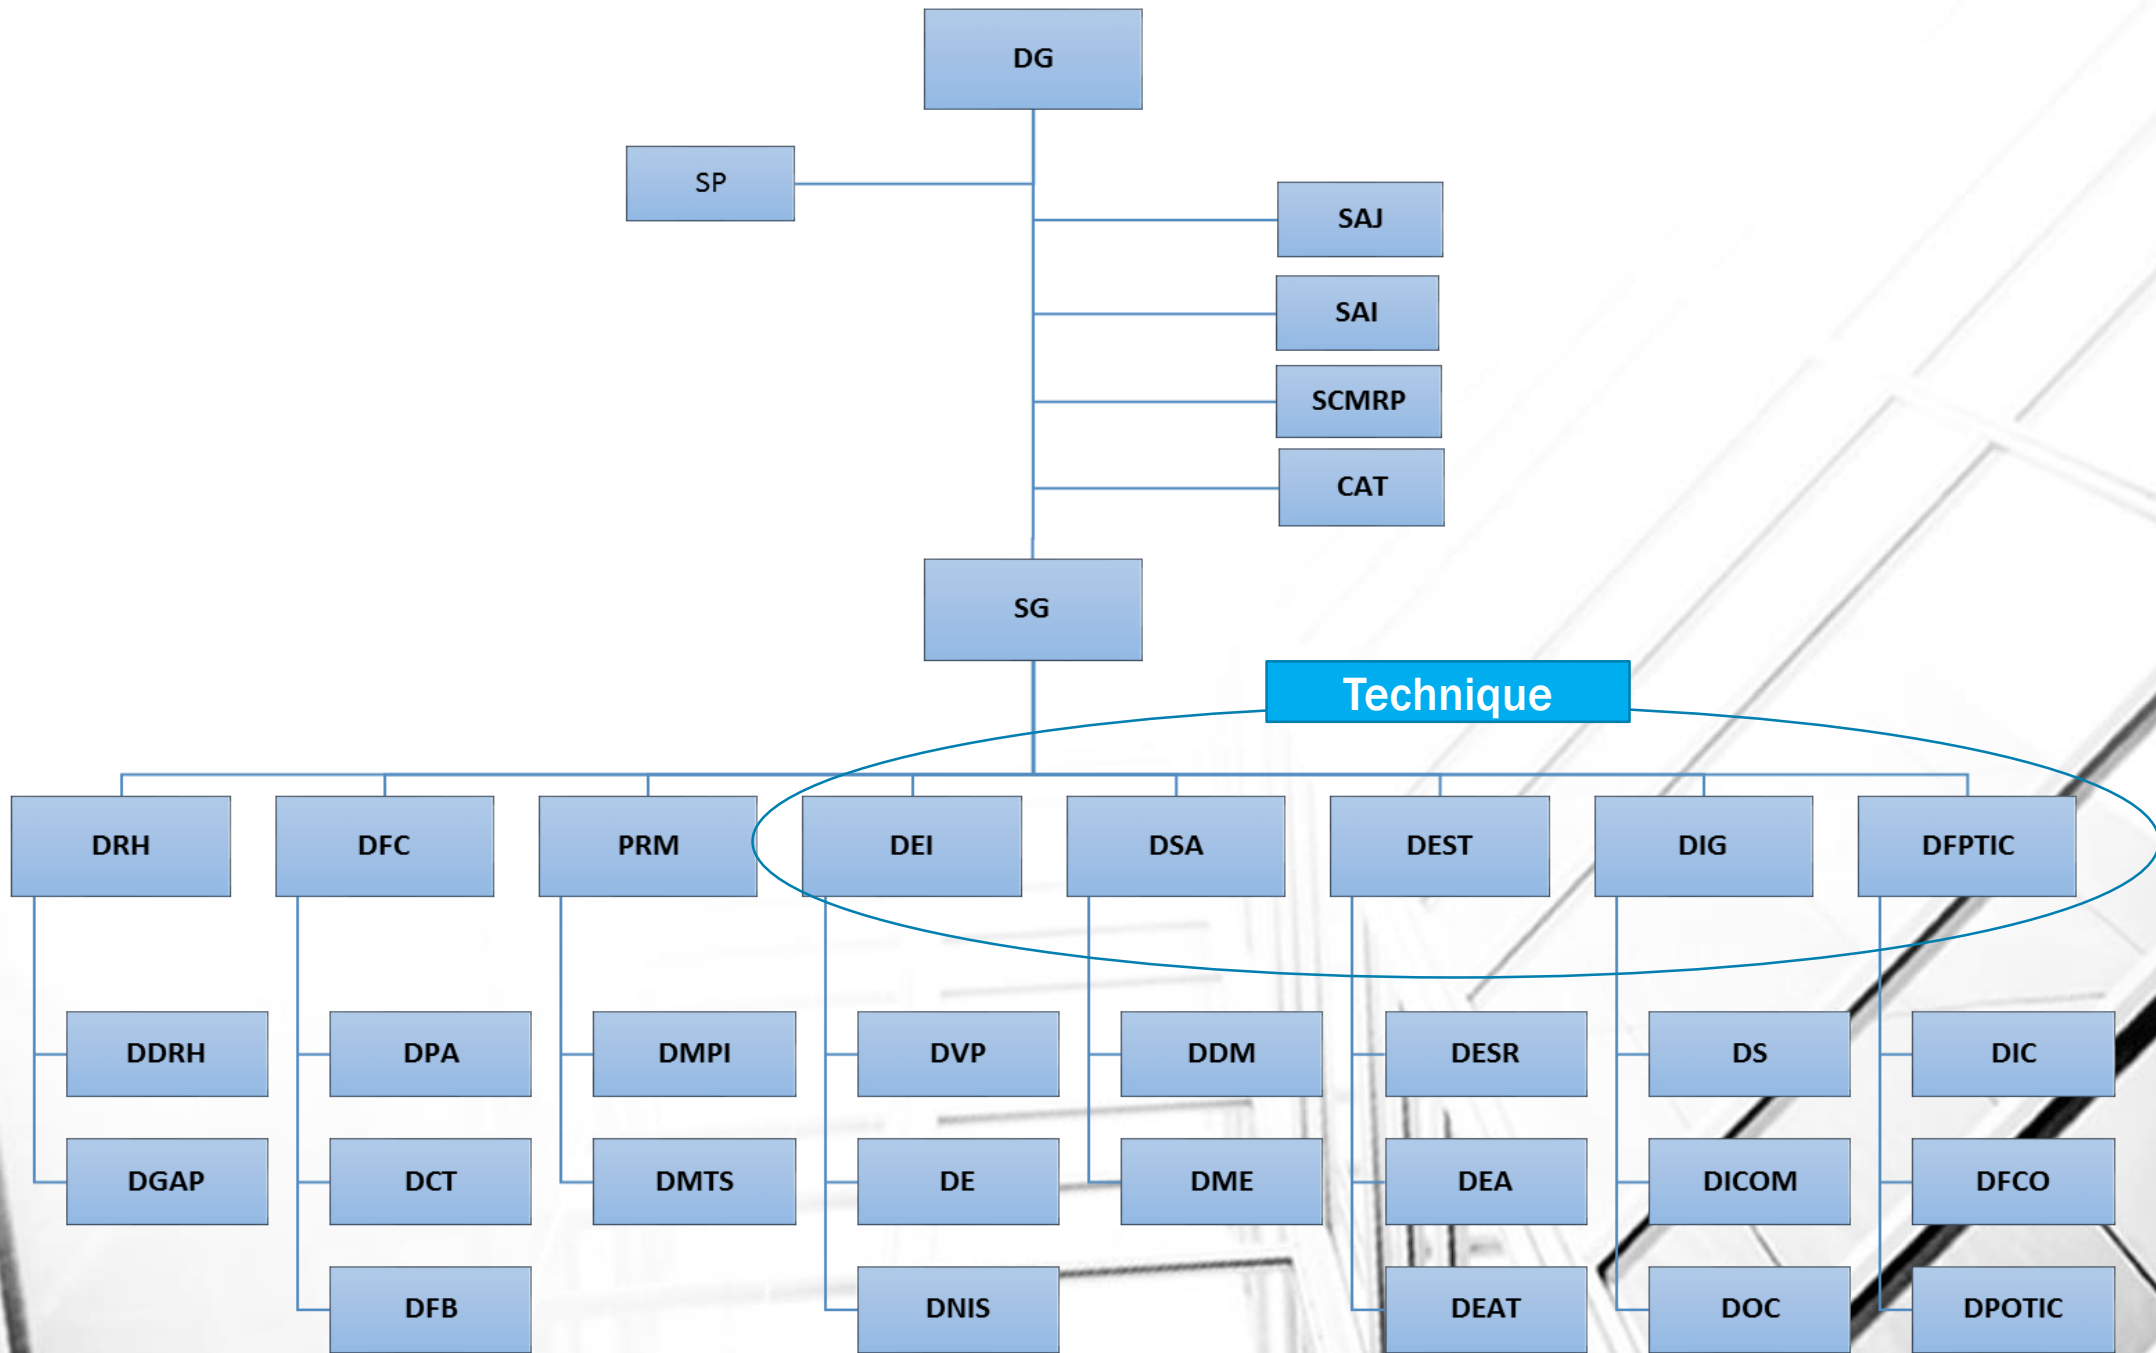 DG
SP
SAJ
SAI
SCMRP
CAT
SG
Technique
DRH
DFC
PRM
DEI
DSA
DEST
DIG
DFPTIC
DDRH
DPA
DMPI
DVP
DDM
DESR
DS
DIC
DGAP
DCT
DMTS
DE
DME
DEA
DICOM
DFCO
DFB
DNIS
DEAT
DOC
DPOTIC